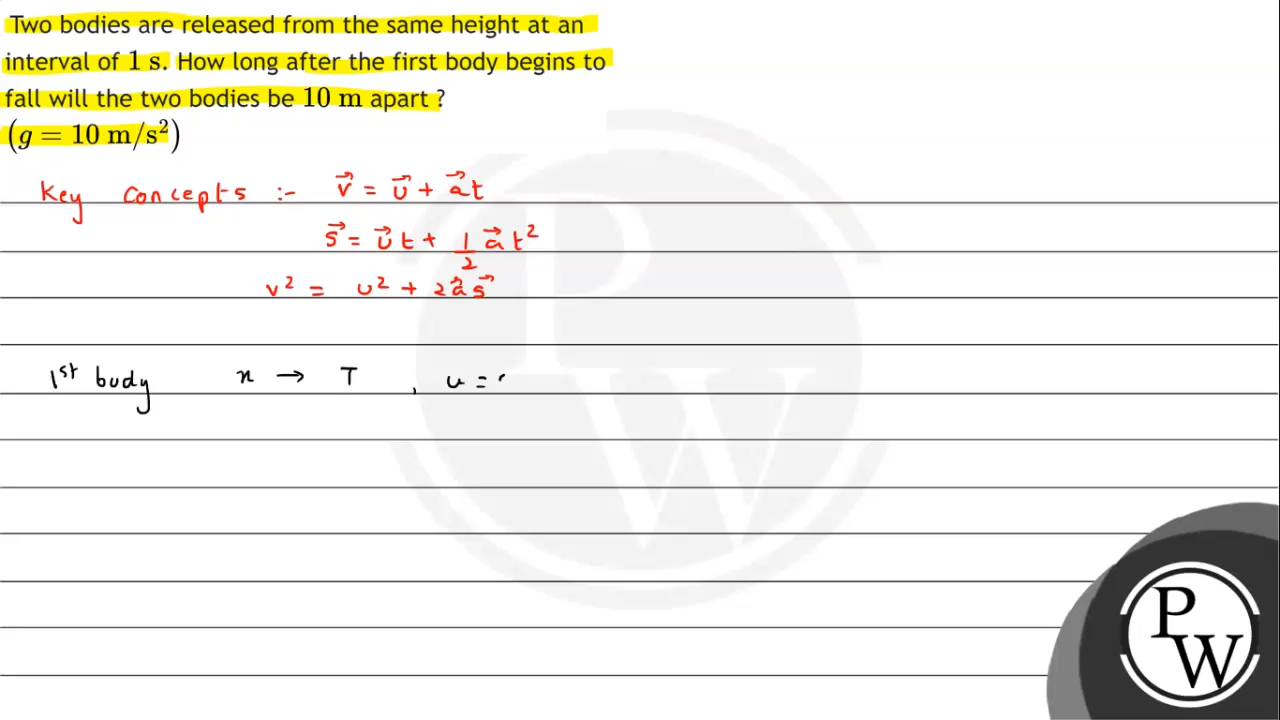 Two bodies are released from the same height at an
interval of 1 s. How long after the first body begins to
fall will the two bodies be 10 m apart ?
(g = 10 m/s²)
Key concepts :- v⃗ = u⃗ + a⃗t
s⃗ = u⃗t + 1/2 a⃗t²
v² = u² + 2a⃗s⃗
1st body x → T , u =
P
W
P
W